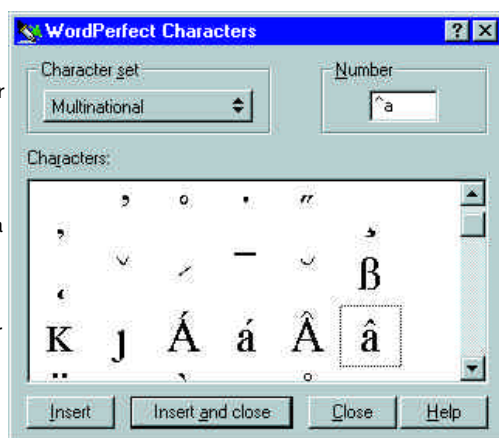 WordPerfect Characters
Character set
Number
Multinational
^a
Characters:
ß
K ȷ Á á Â â
Insert Insert and close Close Help